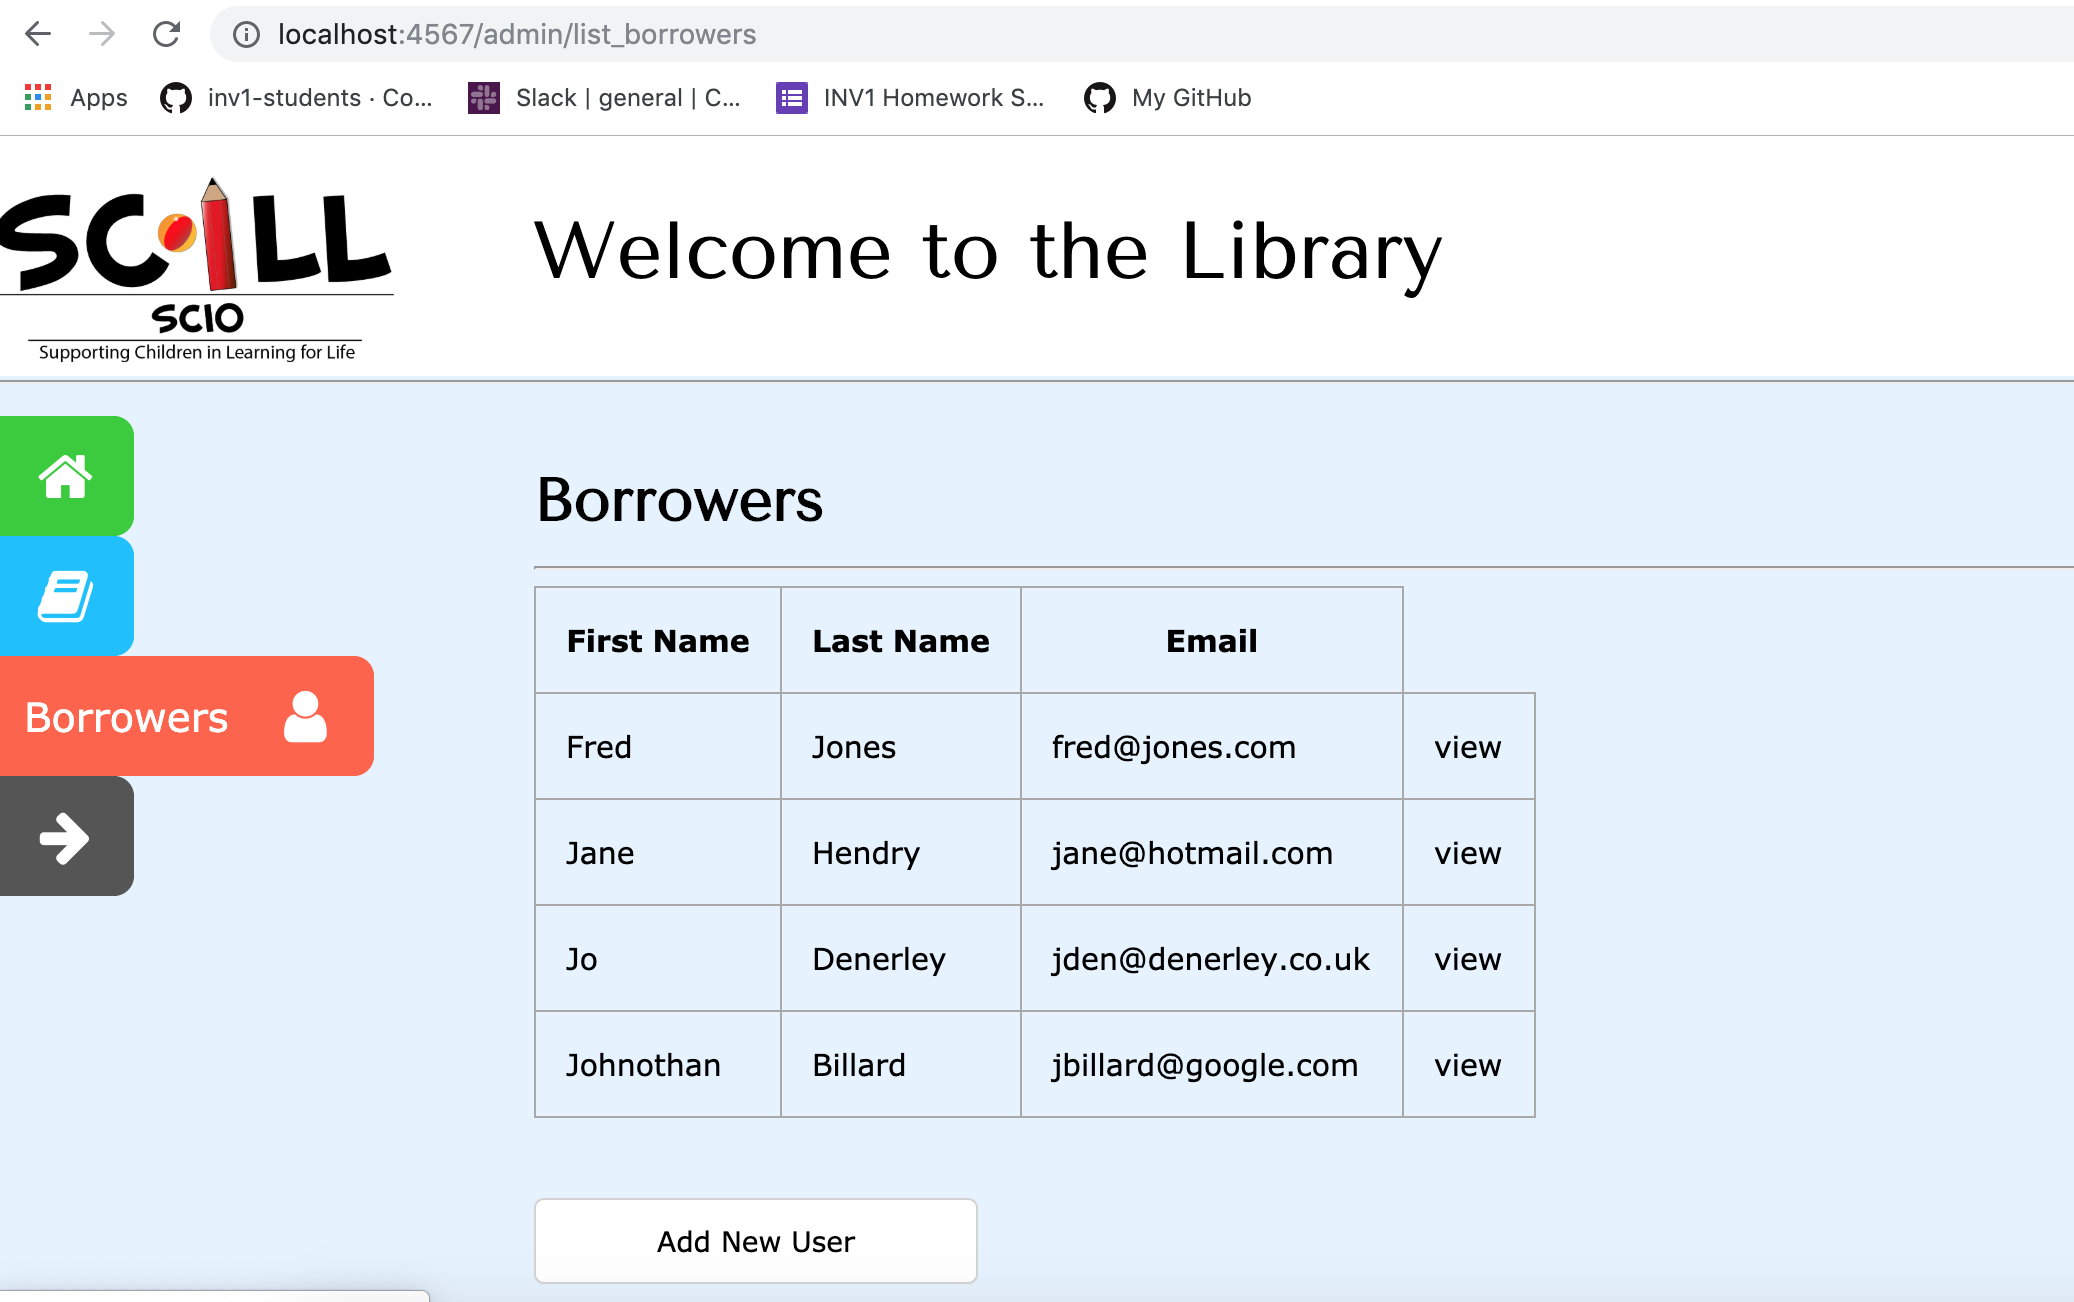 localhost:4567/admin/list_borrowers
Apps inv1-students · Co... Slack | general | C... INV1 Homework S... My GitHub
SCILL
SCIO
Supporting Children in Learning for Life
Welcome to the Library
Borrowers
Borrowers
First Name Last Name Email
Fred Jones fred@jones.com view
Jane Hendry jane@hotmail.com view
Jo Denerley jden@denerley.co.uk view
Johnothan Billard jbillard@google.com view
Add New User